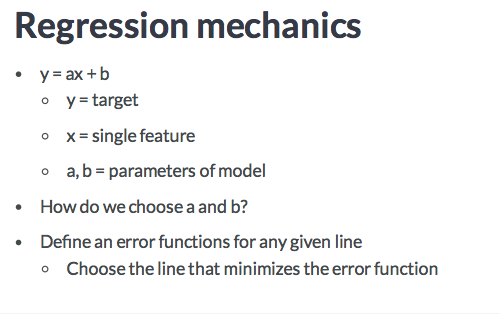 Regression mechanics
• y = ax + b
◦ y = target
◦ x = single feature
◦ a, b = parameters of model
• How do we choose a and b?
• Define an error functions for any given line
◦ Choose the line that minimizes the error function